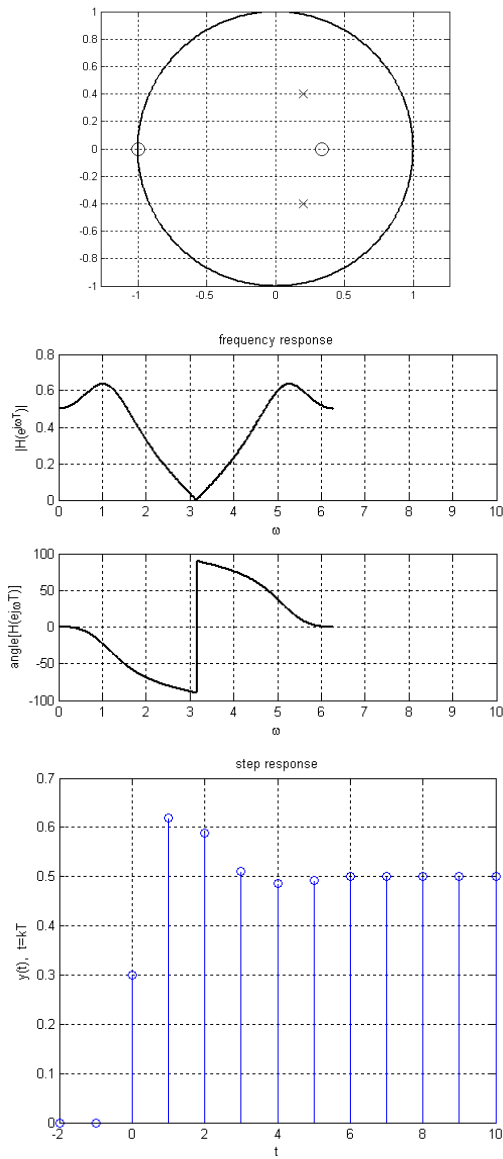 1
0.8
0.6
0.4
0.2
0
-0.2
-0.4
-0.6
-0.8
-1
-1 -0.5 0 0.5 1
frequency response
0.8
0.6
0.4
0.2
0
|H(e^jωT)|
0 1 2 3 4 5 6 7 8 9 10
ω
100
50
0
-50
-100
angle[H(ejωT)]
0 1 2 3 4 5 6 7 8 9 10
ω
step response
0.7
0.6
0.5
0.4
0.3
0.2
0.1
0
y(t), t=kT
-2 0 2 4 6 8 10
t